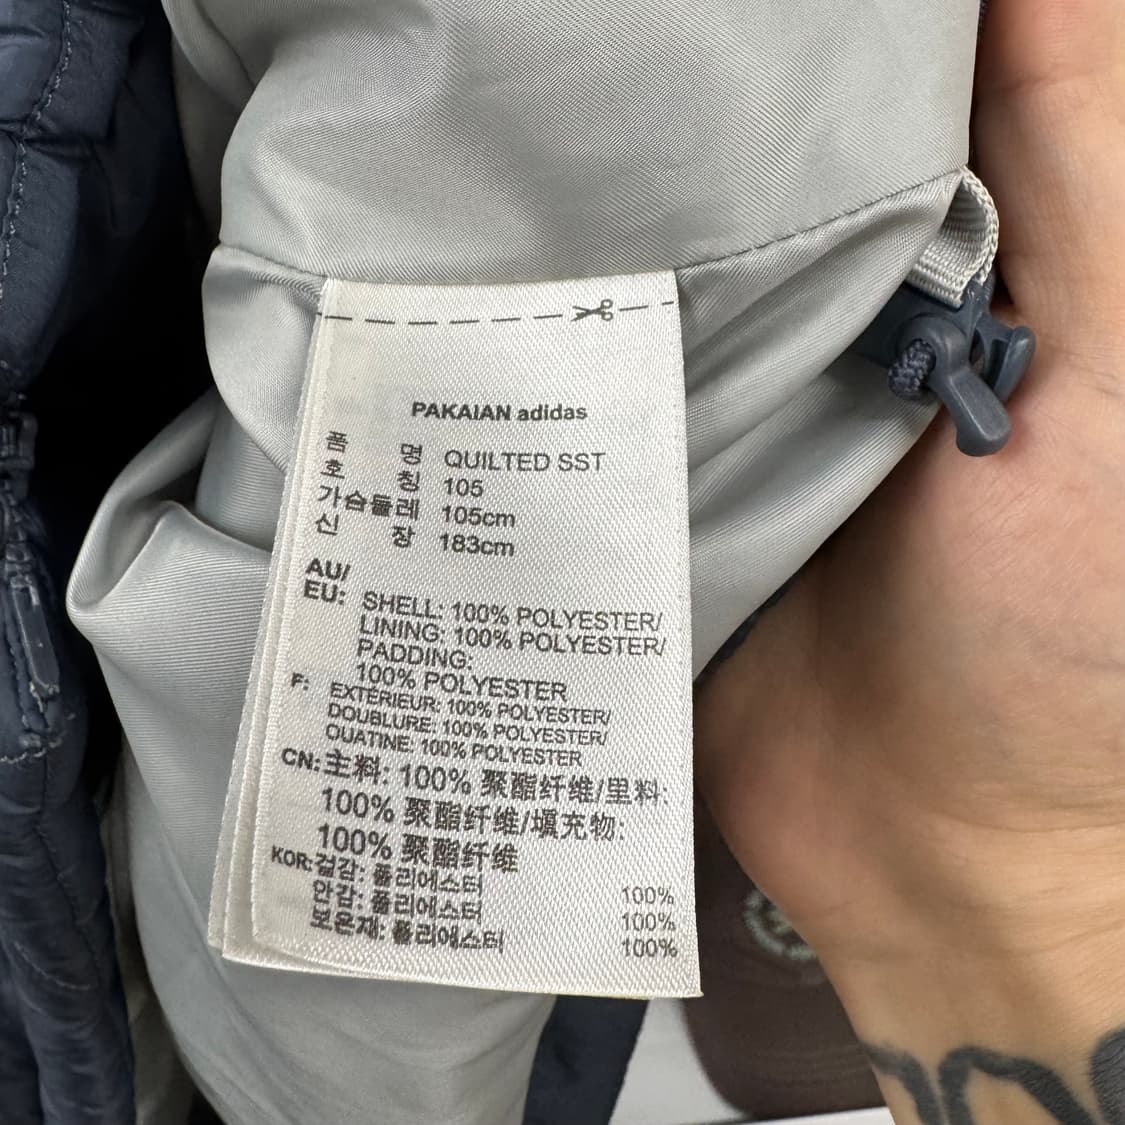 PAKAIAN adidas
품 명 QUILTED SST
호 칭 105
가슴둘레 105cm
신 장 183cm
AU/
EU: SHELL: 100% POLYESTER/
LINING: 100% POLYESTER/
PADDING:
100% POLYESTER
F: EXTÉRIEUR: 100% POLYESTER/
DOUBLURE: 100% POLYESTER/
OUATINE: 100% POLYESTER
CN: 主料: 100% 聚酯纤维/里料:
100% 聚酯纤维/填充物:
100% 聚酯纤维
KOR: 겉감: 폴리에스터 100%
안감: 폴리에스터 100%
보온재: 폴리에스터 100%